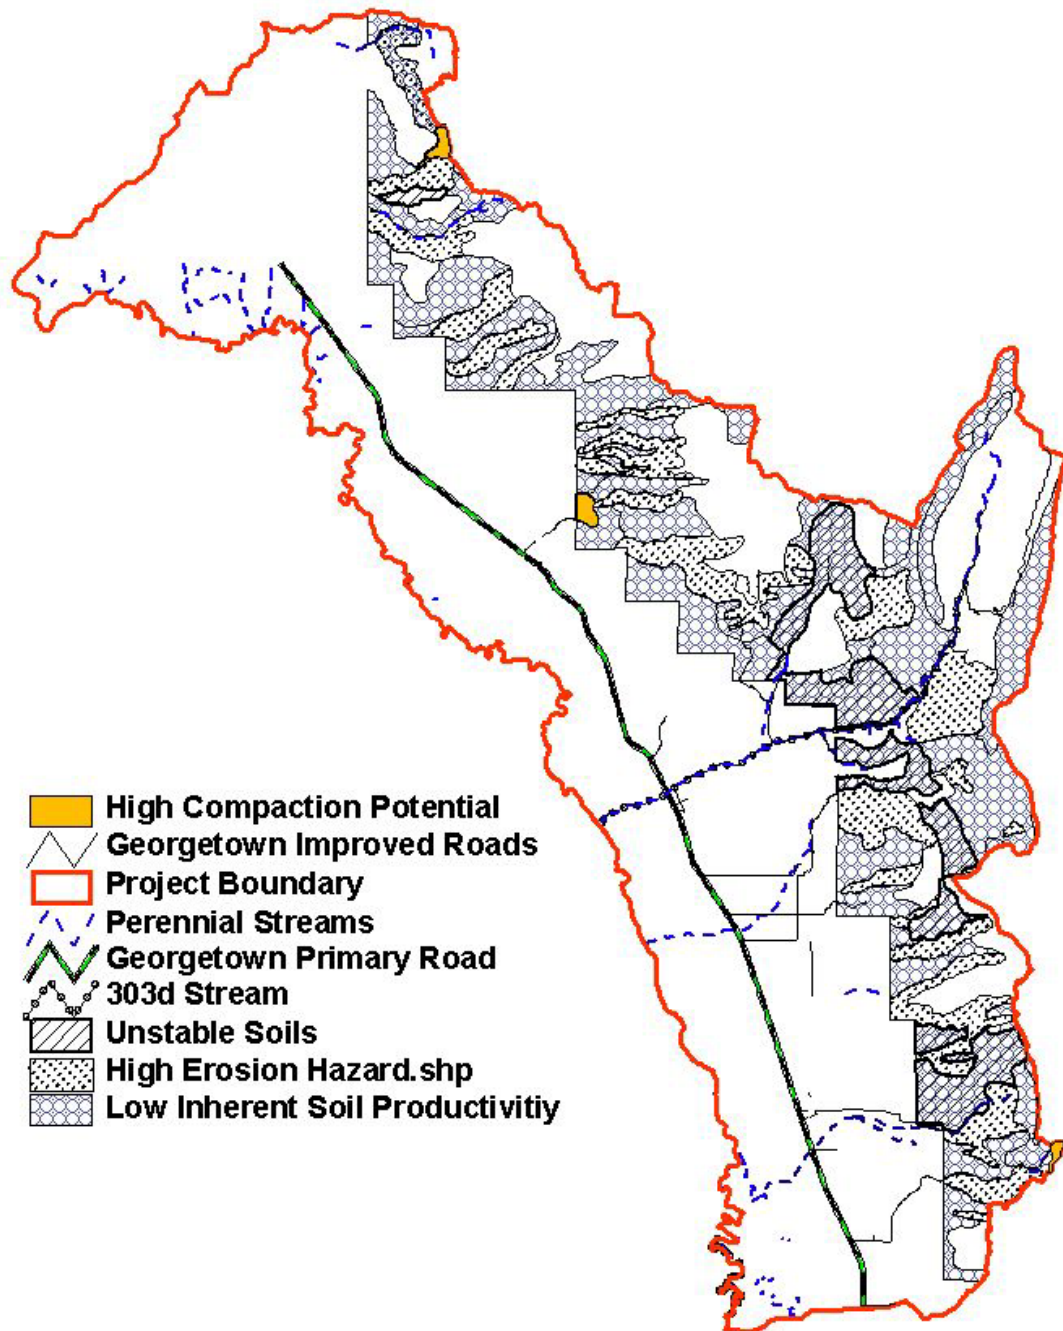 High Compaction Potential
Georgetown Improved Roads
Project Boundary
Perennial Streams
Georgetown Primary Road
303d Stream
Unstable Soils
High Erosion Hazard.shp
Low Inherent Soil Productivitiy